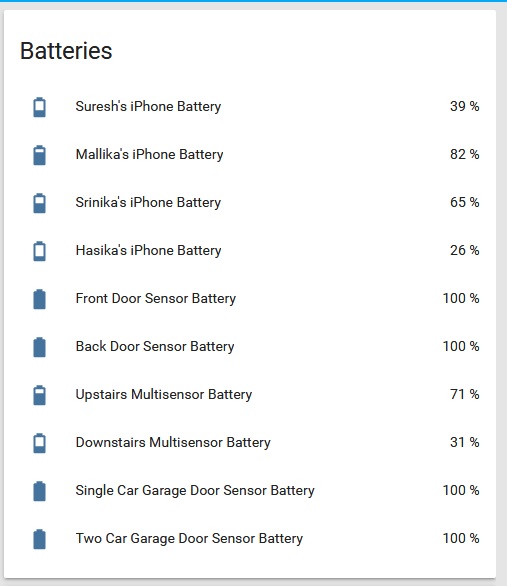 Batteries
Suresh's iPhone Battery 39 %
Mallika's iPhone Battery 82 %
Srinika's iPhone Battery 65 %
Hasika's iPhone Battery 26 %
Front Door Sensor Battery 100 %
Back Door Sensor Battery 100 %
Upstairs Multisensor Battery 71 %
Downstairs Multisensor Battery 31 %
Single Car Garage Door Sensor Battery 100 %
Two Car Garage Door Sensor Battery 100 %